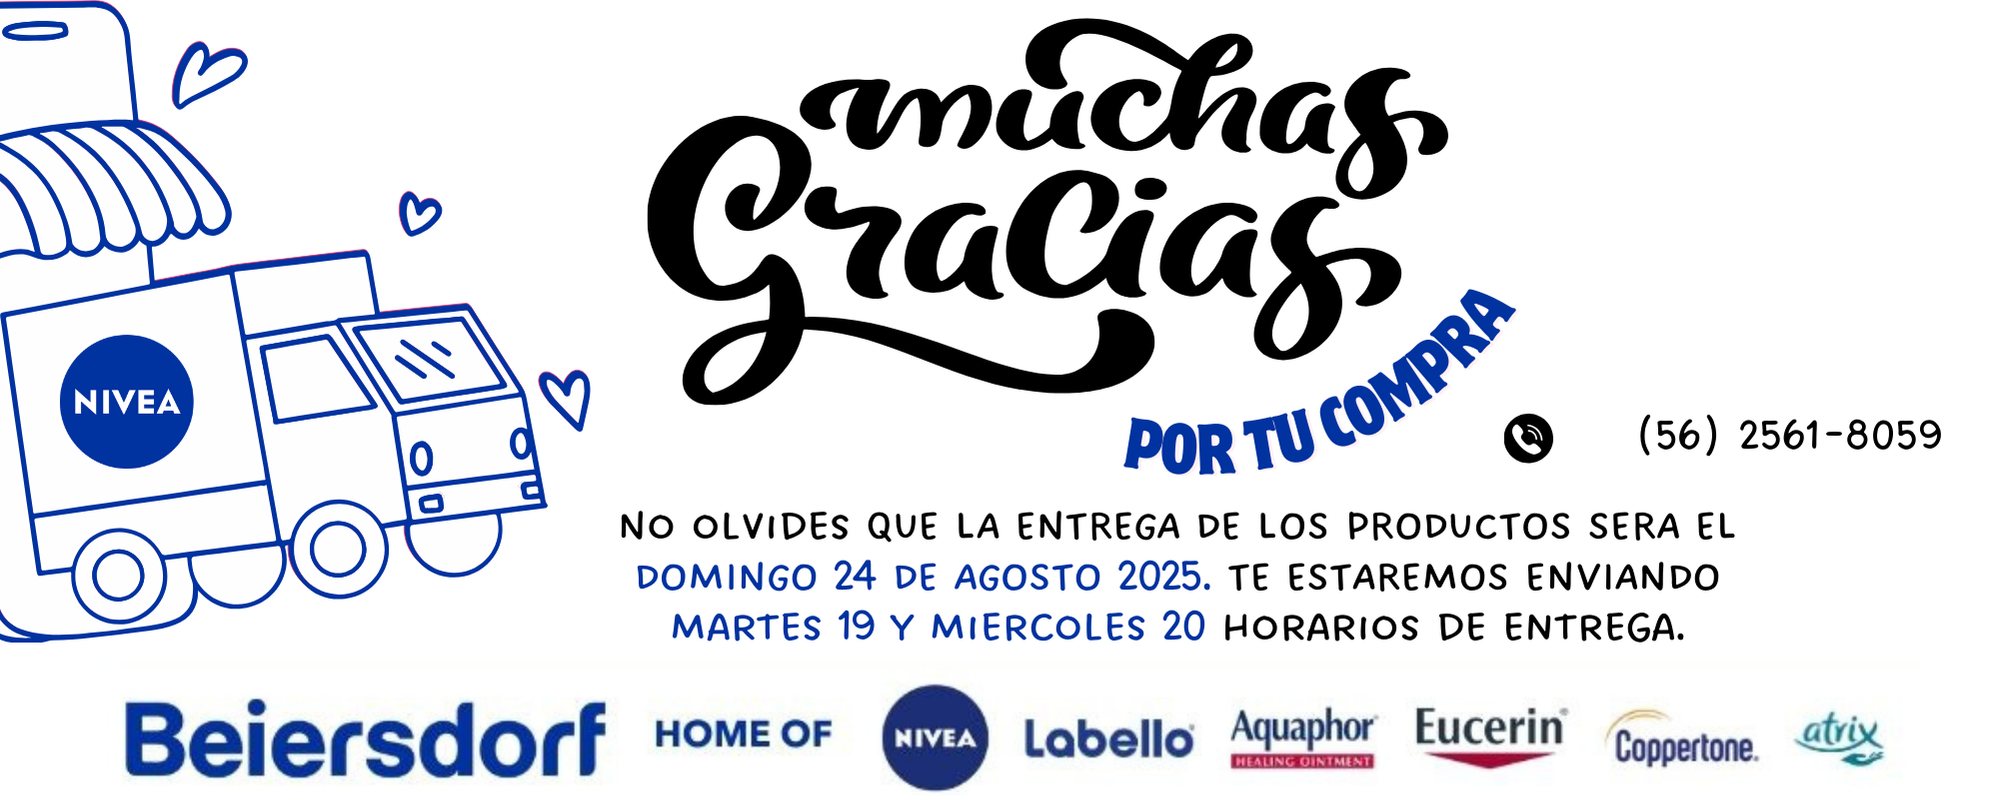 muchas
Gracias
POR TU COMPRA
(56) 2561-8059
NIVEA
NO OLVIDES QUE LA ENTREGA DE LOS PRODUCTOS SERA EL
DOMINGO 24 DE AGOSTO 2025. TE ESTAREMOS ENVIANDO
MARTES 19 Y MIERCOLES 20 HORARIOS DE ENTREGA.
Beiersdorf HOME OF NIVEA Labello Aquaphor Eucerin Coppertone. atrix
HEALING OINTMENT